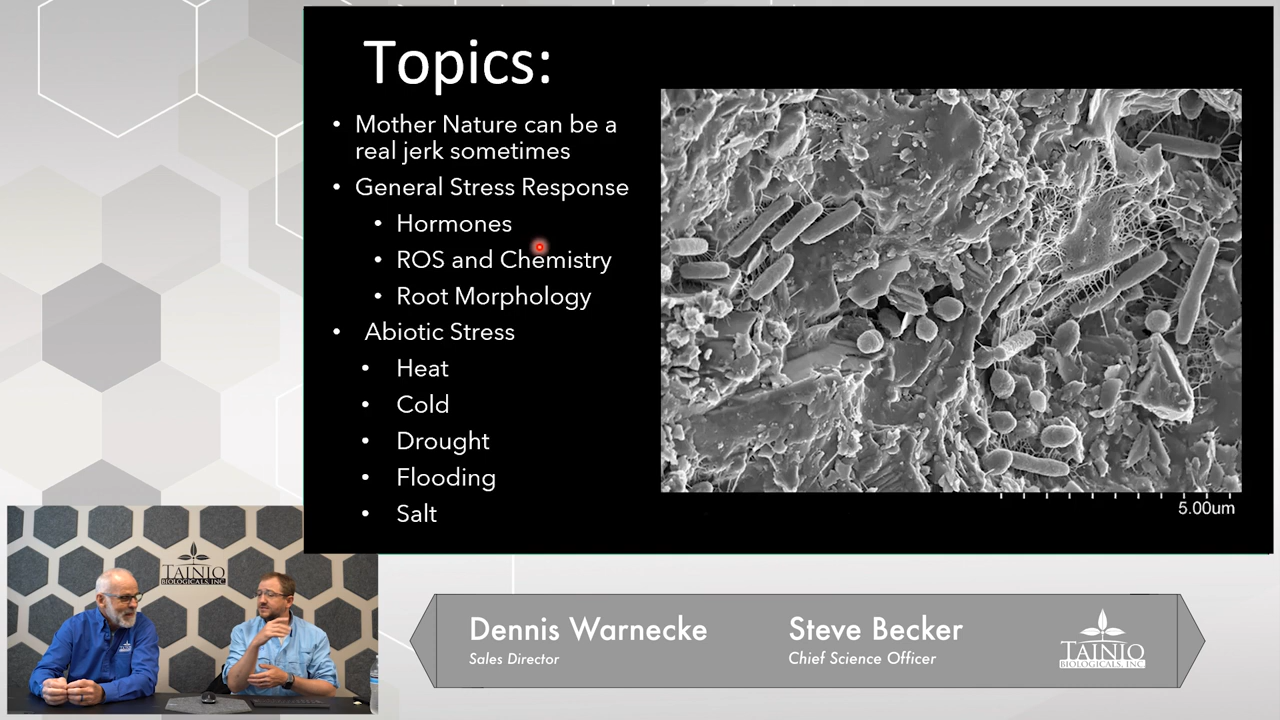 Topics:
• Mother Nature can be a
real jerk sometimes
• General Stress Response
• Hormones
• ROS and Chemistry
• Root Morphology
• Abiotic Stress
• Heat
• Cold
• Drought
• Flooding
• Salt
5.00um
TAINIO
BIOLOGICALS, INC
Dennis Warnecke
Sales Director
Steve Becker
Chief Science Officer
TAINIO
BIOLOGICALS, INC